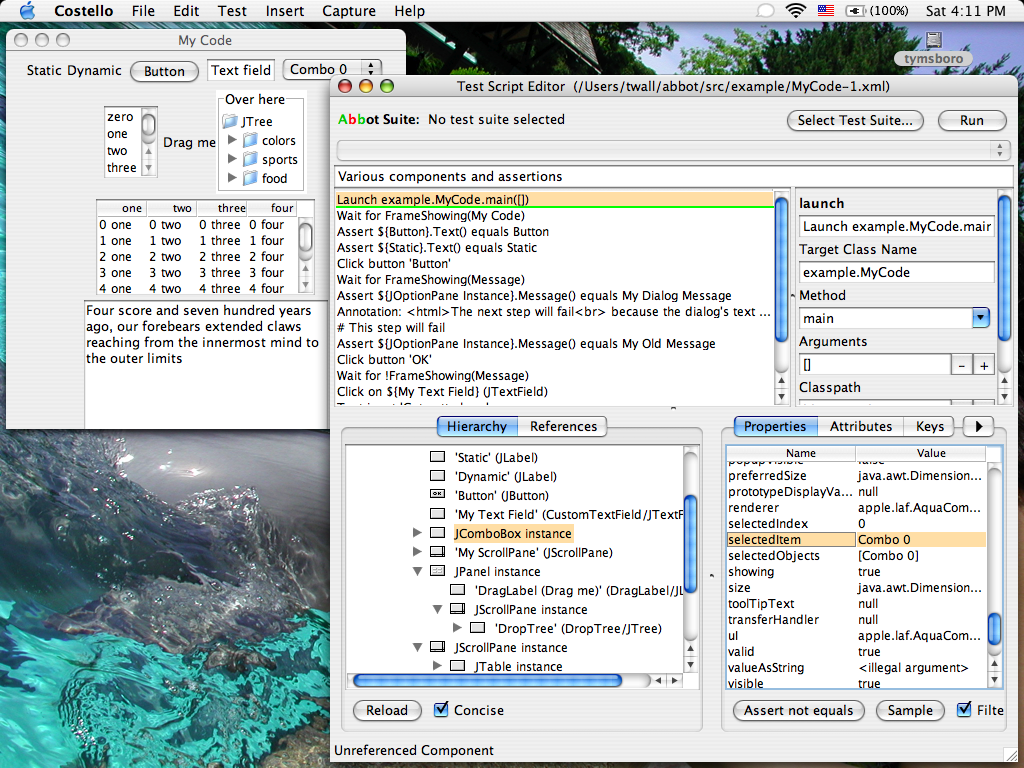 Costello File Edit Test Insert Capture Help (100%) Sat 4:11 PM
tymsboro
My Code
Static Dynamic Button Text field Combo 0
zero
one
two
three
Drag me
Over here
JTree
colors
sports
food
one two three four
0 one 0 two 0 three 0 four
1 one 1 two 1 three 1 four
2 one 2 two 2 three 2 four
3 one 3 two 3 three 3 four
4 one 4 two 4 three 4 four
Four score and seven hundred years
ago, our forebears extended claws
reaching from the innermost mind to
the outer limits
Test Script Editor (/Users/twall/abbot/src/example/MyCode-1.xml)
Abbot Suite: No test suite selected Select Test Suite... Run
Various components and assertions
Launch example.MyCode.main([])
Wait for FrameShowing(My Code)
Assert ${Button}.Text() equals Button
Assert ${Static}.Text() equals Static
Click button 'Button'
Wait for FrameShowing(Message)
Assert ${JOptionPane Instance}.Message() equals My Dialog Message
Annotation: <html>The next step will fail<br> because the dialog's text ...
# This step will fail
Assert ${JOptionPane Instance}.Message() equals My Old Message
Click button 'OK'
Wait for !FrameShowing(Message)
Click on ${My Text Field} (JTextField)
launch
Launch example.MyCode.mair
Target Class Name
example.MyCode
Method
main
Arguments
[] - +
Classpath
Hierarchy References
'Static' (JLabel)
'Dynamic' (JLabel)
OK 'Button' (JButton)
'My Text Field' (CustomTextField/JTextF
JComboBox instance
'My ScrollPane' (JScrollPane)
JPanel instance
'DragLabel (Drag me)' (DragLabel/JL
JScrollPane instance
'DropTree' (DropTree/JTree)
JScrollPane instance
JTable instance
Reload Concise
Properties Attributes Keys
Name Value
popupVisible false
preferredSize java.awt.Dimension...
prototypeDisplayVa... null
renderer apple.laf.AquaCom...
selectedIndex 0
selectedItem Combo 0
selectedObjects [Combo 0]
showing true
size java.awt.Dimension...
toolTipText null
transferHandler null
uI apple.laf.AquaCom...
valid true
valueAsString <illegal argument>
visible true
Assert not equals Sample Filte
Unreferenced Component